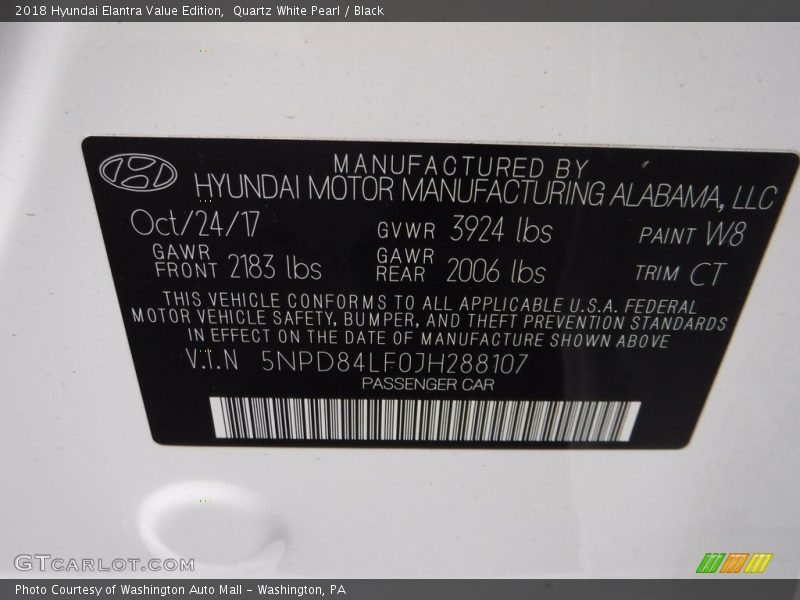 2018 Hyundai Elantra Value Edition,  Quartz White Pearl / Black
MANUFACTURED BY
HYUNDAI MOTOR MANUFACTURING ALABAMA, LLC
Oct/24/17 GVWR 3924 lbs PAINT W8
GAWR FRONT 2183 lbs GAWR REAR 2006 lbs TRIM CT
THIS VEHICLE CONFORMS TO ALL APPLICABLE U.S.A. FEDERAL
MOTOR VEHICLE SAFETY, BUMPER, AND THEFT PREVENTION STANDARDS
IN EFFECT ON THE DATE OF MANUFACTURE SHOWN ABOVE
V.I.N 5NPD84LF0JH288107
PASSENGER CAR
GTCARLOT.COM
Photo Courtesy of Washington Auto Mall - Washington, PA